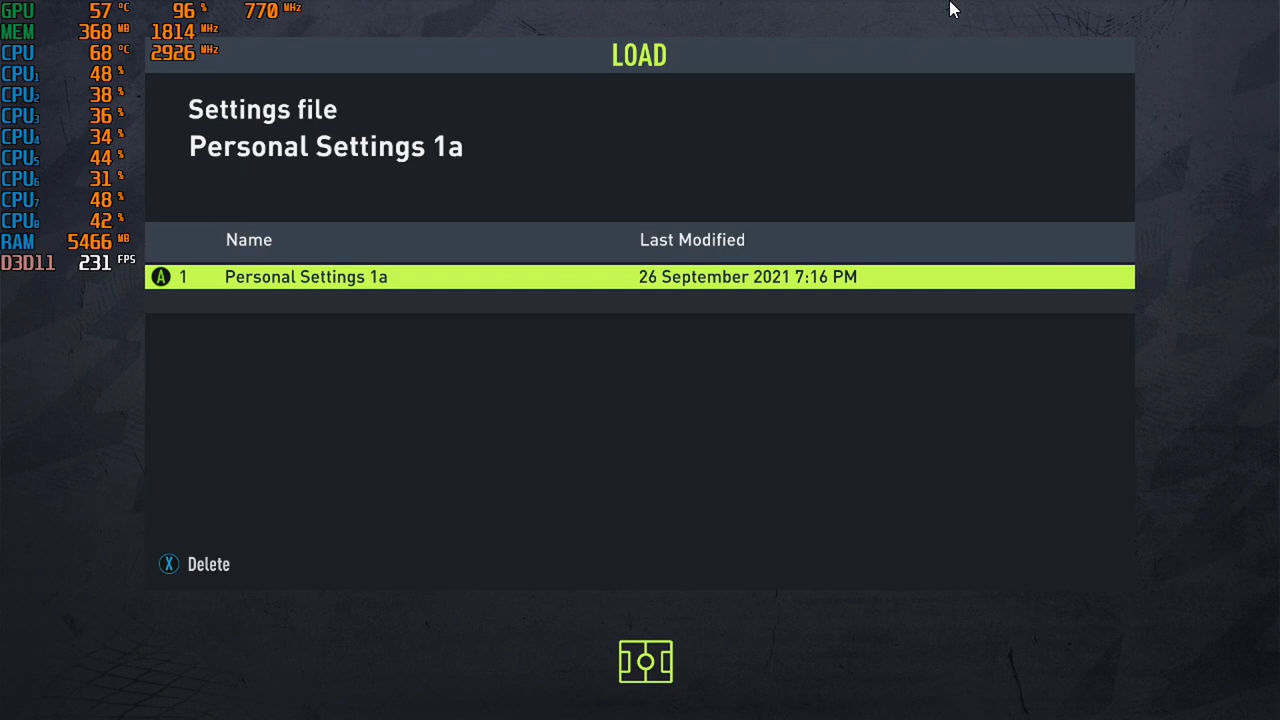 GPU 57 °C 96 % 770 MHz
MEM 368 MB 1814 MHz
CPU 68 °C 2926 MHz
CPU1 48 %
CPU2 38 %
CPU3 36 %
CPU4 34 %
CPU5 44 %
CPU6 31 %
CPU7 48 %
CPU8 42 %
RAM 5466 MB
D3D11 231 FPS
LOAD
Settings file
Personal Settings 1a
Name Last Modified
A 1 Personal Settings 1a 26 September 2021 7:16 PM
X Delete